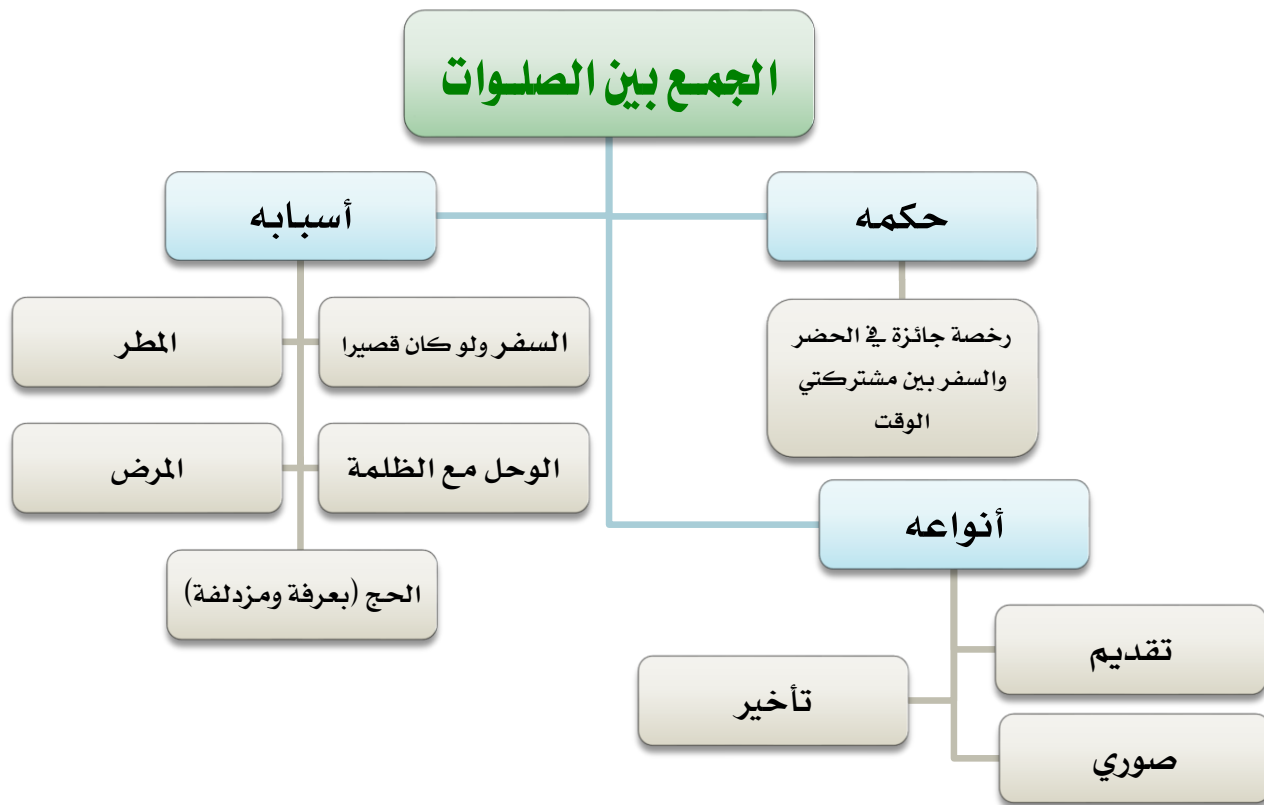 الجمع بين الصلوات
حكمه
رخصة جائزة في الحضر
والسفر بين مشتركتي
الوقت
أسبابه
السفر ولو كان قصيرا
المطر
الوحل مع الظلمة
المرض
الحج (بعرفة ومزدلفة)
أنواعه
تقديم
تأخير
صوري